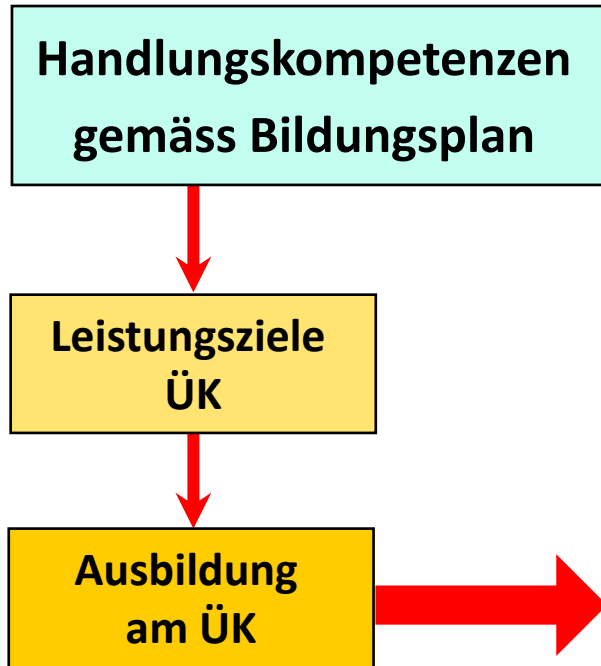 Handlungskompetenzen
gemäss Bildungsplan
Leistungsziele
ÜK
Ausbildung
am ÜK